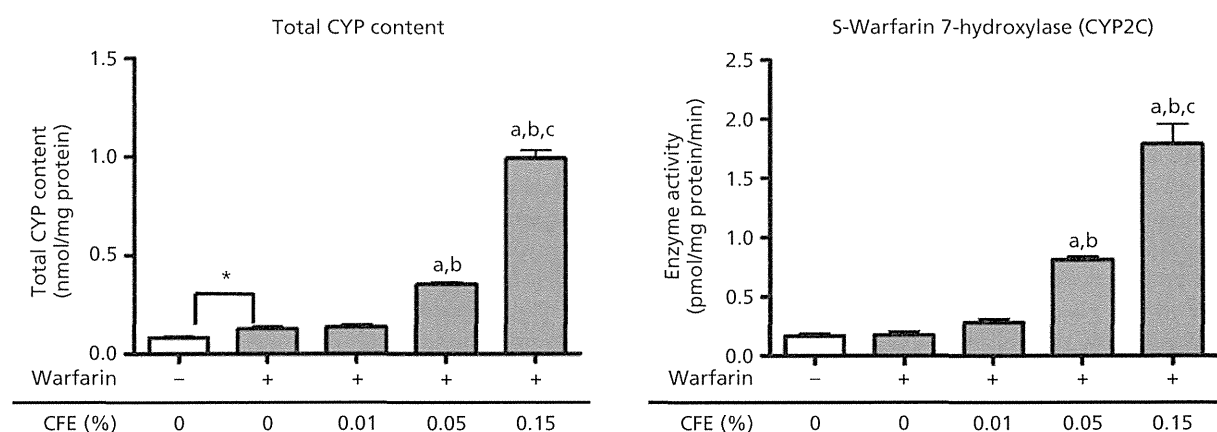 Total CYP content
Total CYP content
(nmol/mg protein)
1.5
1.0
0.5
0.0
*
a,b
a,b,c
Warfarin – + + + +
CFE (%) 0 0 0.01 0.05 0.15
S-Warfarin 7-hydroxylase (CYP2C)
Enzyme activity
(pmol/mg protein/min)
2.5
2.0
1.5
1.0
0.5
0.0
a,b
a,b,c
Warfarin – + + + +
CFE (%) 0 0 0.01 0.05 0.15